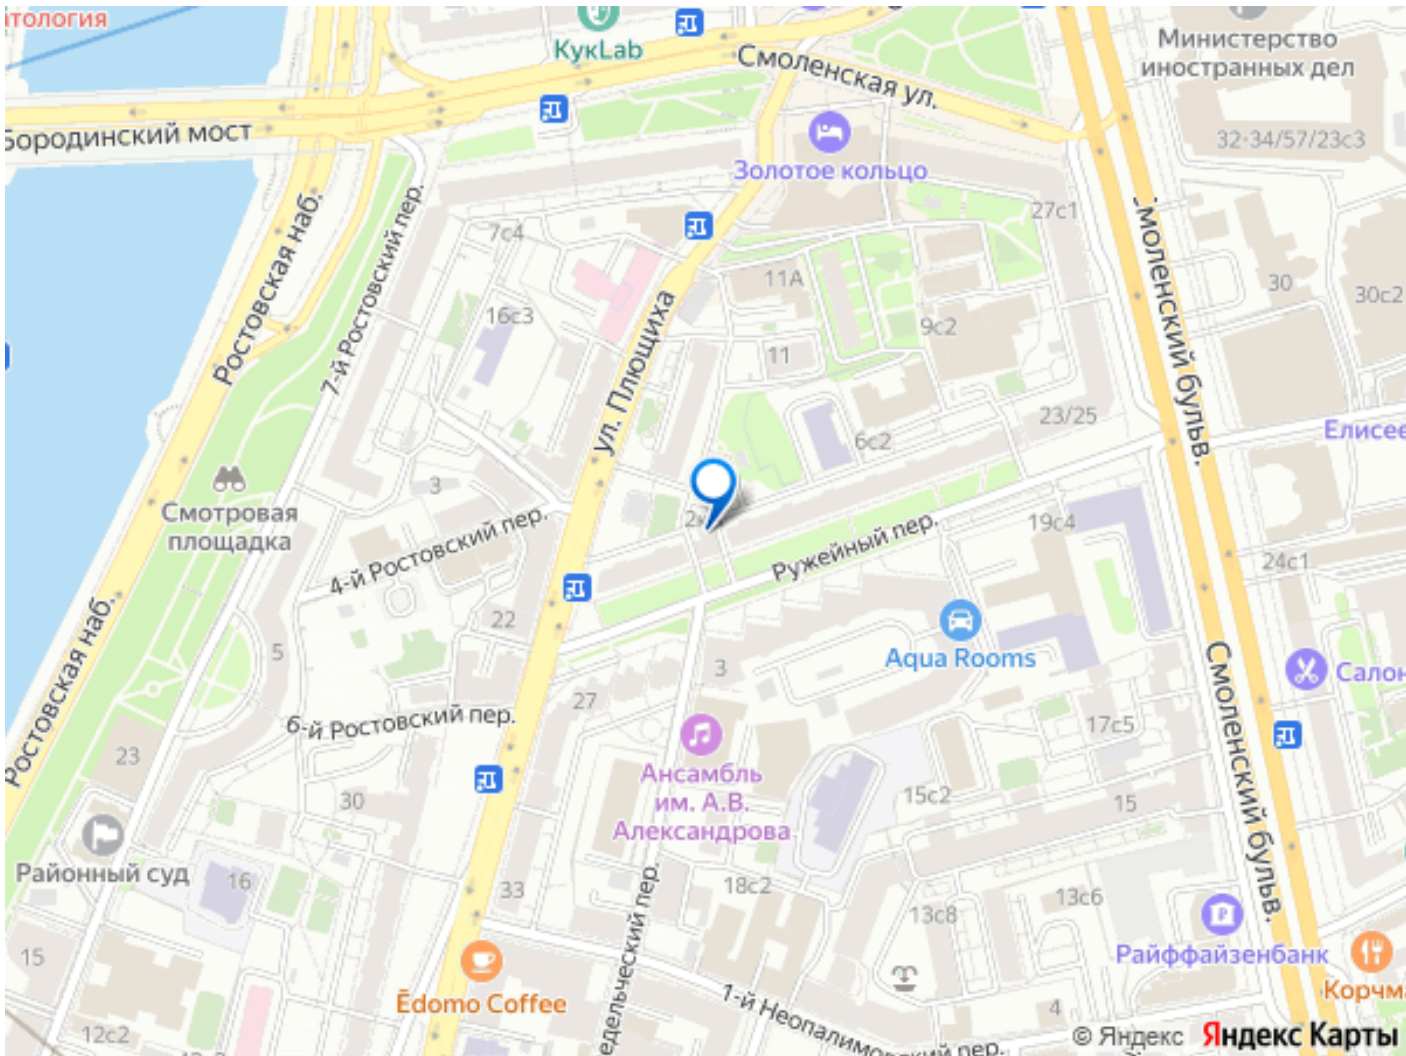 атология
КукLab
Министерство
иностранных дел
Смоленская ул.
32-34/57/23с3
Бородинский мост
Золотое кольцо
27с1
7с4
Ростовская наб.
7-й Ростовский пер.
ул. Плющиха
Смоленский бульв.
11А
30
30с2
16с3
9с2
11
23/25
Елисее
6с2
3
Смотровая
площадка
19с4
4-й Ростовский пер.
Ружейный пер.
24с1
22
Aqua Rooms
5
3
Салон
Ростовская наб.
27
6-й Ростовский пер.
17с5
Смоленский бульв.
23
Ансамбль
им. А.В.
Александрова
30
15с2
15
Районный суд
16
33
18с2
13с6
13с8
едельческий пер.
Райффайзенбанк
15
Ēdomo Coffee
1-й Неопалимовский пер.
Корчма
4
12с2
© Яндекс Яндекс Карты